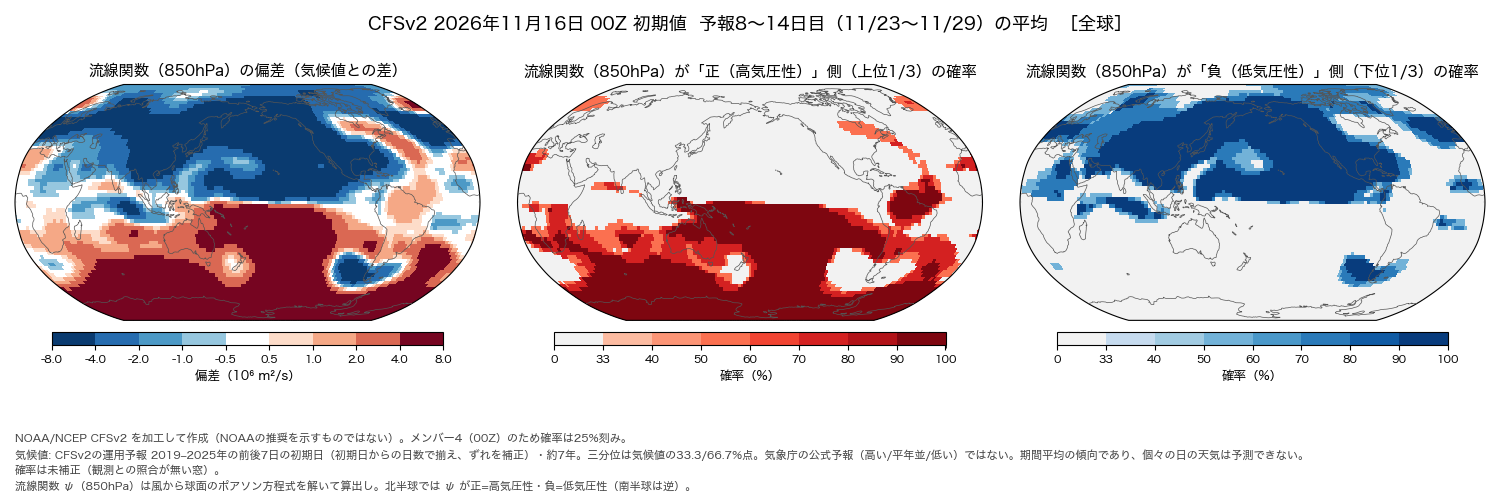 CFSv2 2026年11月16日 00Z 初期値 予報8〜14日目（11/23〜11/29）の平均 ［全球］
流線関数（850hPa）の偏差（気候値との差）
流線関数（850hPa）が「正（高気圧性）」側（上位1/3）の確率
流線関数（850hPa）が「負（低気圧性）」側（下位1/3）の確率
-8.0 -4.0 -2.0 -1.0 -0.5 0.5 1.0 2.0 4.0 8.0
偏差（10⁶ m²/s）
0 33 40 50 60 70 80 90 100
確率（%）
0 33 40 50 60 70 80 90 100
確率（%）
NOAA/NCEP CFSv2 を加工して作成（NOAAの推奨を示すものではない）。メンバー4（00Z）のため確率は25%刻み。
気候値: CFSv2の運用予報 2019–2025年の前後7日の初期日（初期日からの日数で揃え、ずれを補正）・約7年。三分位は気候値の33.3/66.7%点。気象庁の公式予報（高い/平年並/低い）ではない。期間平均の傾向であり、個々の日の天気は予測できない。
確率は未補正（観測との照合が無い窓）。
流線関数 ψ（850hPa）は風から球面のポアソン方程式を解いて算出し。北半球では ψ が正=高気圧性・負=低気圧性（南半球は逆）。